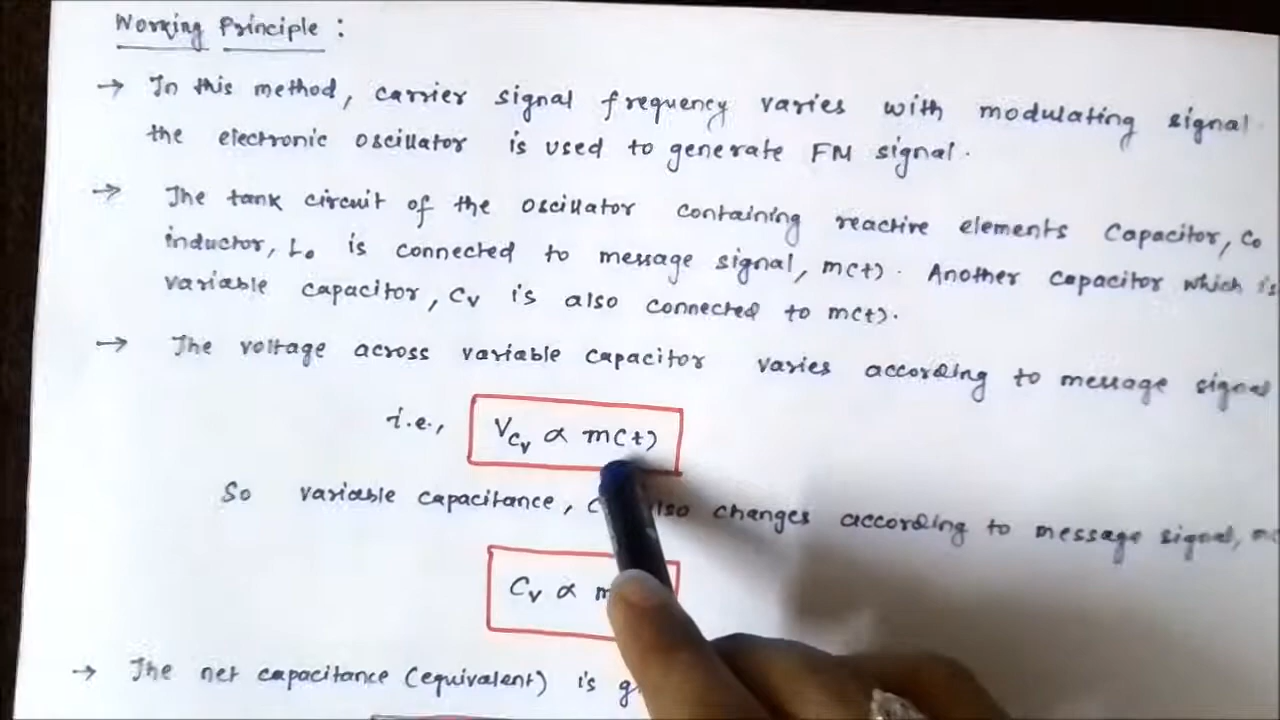 Working Principle :
→ In this method, carrier signal frequency varies with modulating signal
the electronic oscillator is used to generate FM signal.
→ The tank circuit of the oscillator containing reactive elements Capacitor, C₀
inductor, L₀ is connected to message signal, m(t). Another capacitor which is
variable capacitor, Cv is also connected to m(t).
→ The voltage across variable capacitor varies according to message signal
i.e., V_Cv ∝ m(t)
So variable capacitance, changes according to message signal,
Cv ∝ m
→ The net capacitance (equivalent) is